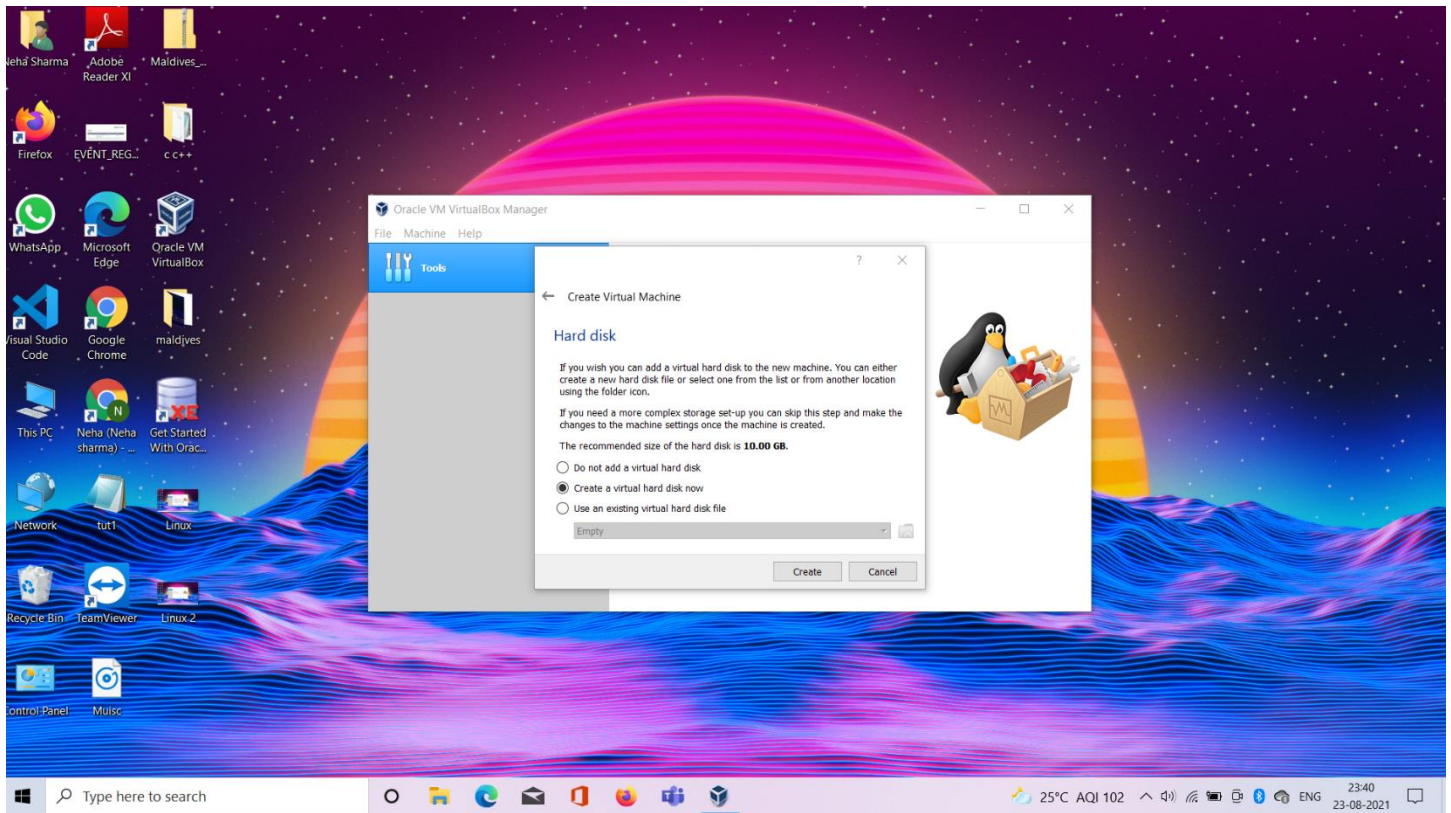 Neha Sharma
Adobe
Reader XI
Maldives_...
Firefox
EVENT_REG...
c c++
WhatsApp
Microsoft
Edge
Oracle VM
VirtualBox
Visual Studio
Code
Google
Chrome
maldives
This PC
Neha (Neha
sharma) - ...
Get Started
With Orac...
Network
tut1
Linux
Recycle Bin
TeamViewer
Linux 2
Control Panel
Muisc
Oracle VM VirtualBox Manager
File Machine Help
Tools
?
Create Virtual Machine
Hard disk
If you wish you can add a virtual hard disk to the new machine. You can either
create a new hard disk file or select one from the list or from another location
using the folder icon.
If you need a more complex storage set-up you can skip this step and make the
changes to the machine settings once the machine is created.
The recommended size of the hard disk is 10.00 GB.
Do not add a virtual hard disk
Create a virtual hard disk now
Use an existing virtual hard disk file
Empty
Create Cancel
Type here to search
25°C AQI 102
ENG
23:40
23-08-2021